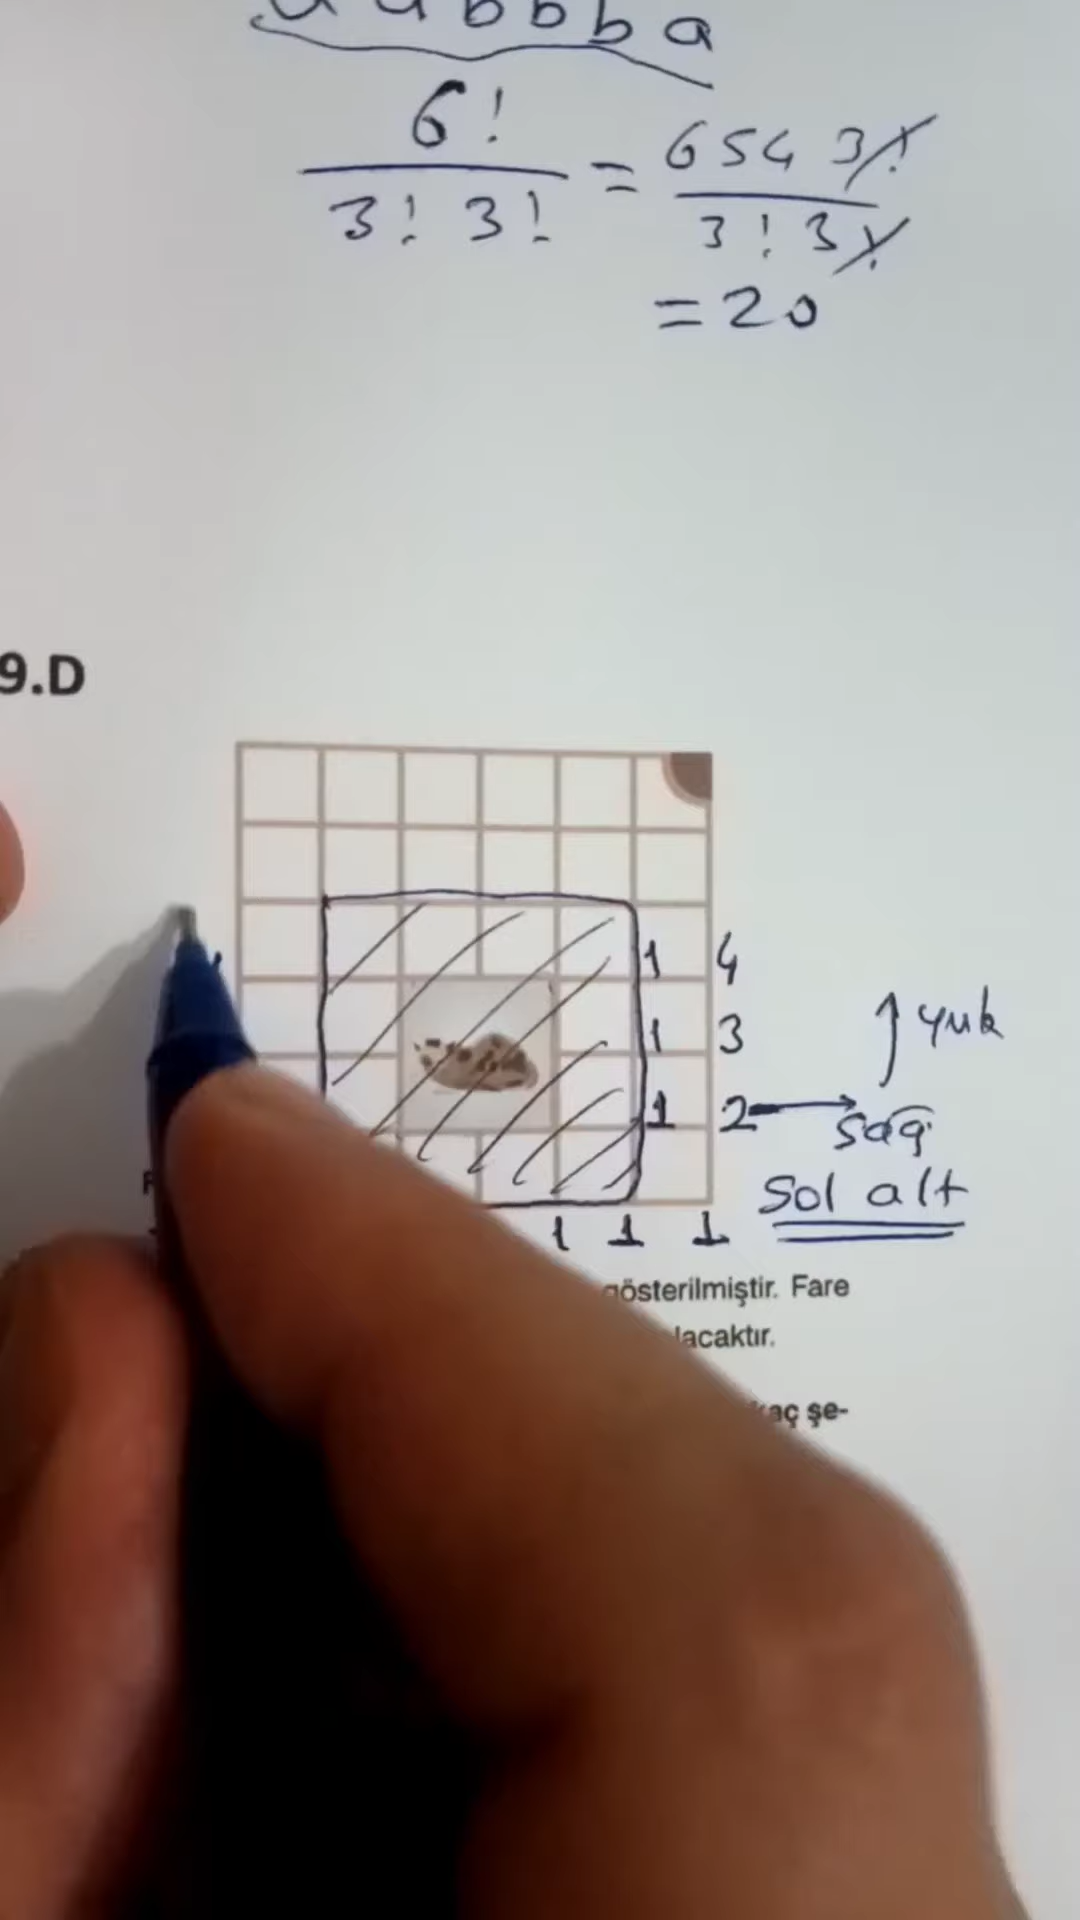 b b b a
6! / 3! 3! = 6 5 4 3! / 3! 3!
= 20
9.D
1 4
1 3 yuk
1 2 → sağ
sol alt
1 1 1
gösterilmiştir. Fare
lacaktır.
kaç şe-